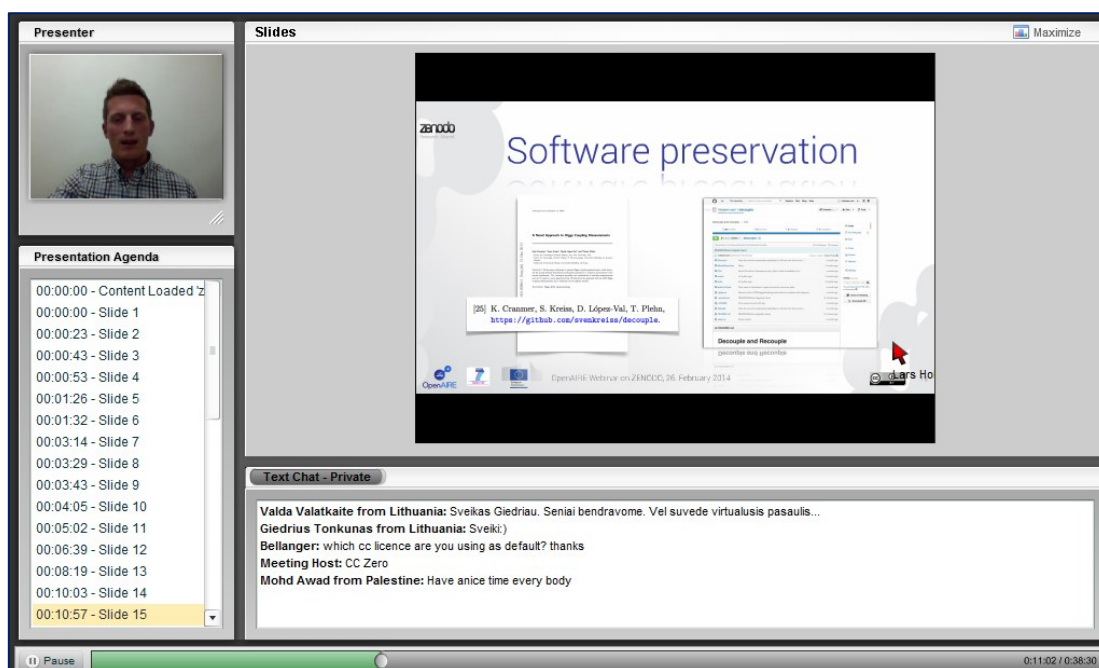 Presenter
Slides
Maximize
zenodo
Software preservation
A Novel Approach to Higgs Coupling Measurements
[25] K. Cranmer, S. Kreiss, D. López-Val, T. Plehn,
https://github.com/svenkreiss/decouple.
Decouple and Recouple
OpenAIRE
OpenAIRE Webinar on ZENODO, 26. February 2014
Lars Ho
Presentation Agenda
00:00:00 - Content Loaded 'z
00:00:00 - Slide 1
00:00:23 - Slide 2
00:00:43 - Slide 3
00:00:53 - Slide 4
00:01:26 - Slide 5
00:01:32 - Slide 6
00:03:14 - Slide 7
00:03:29 - Slide 8
00:03:43 - Slide 9
00:04:05 - Slide 10
00:05:02 - Slide 11
00:06:39 - Slide 12
00:08:19 - Slide 13
00:10:03 - Slide 14
00:10:57 - Slide 15
Text Chat - Private
Valda Valatkaite from Lithuania: Sveikas Giedriau. Seniai bendravome. Vel suvede virtualusis pasaulis...
Giedrius Tonkunas from Lithuania: Sveiki:)
Bellanger: which cc licence are you using as default? thanks
Meeting Host: CC Zero
Mohd Awad from Palestine: Have anice time every body
Pause
0:11:02 / 0:38:30